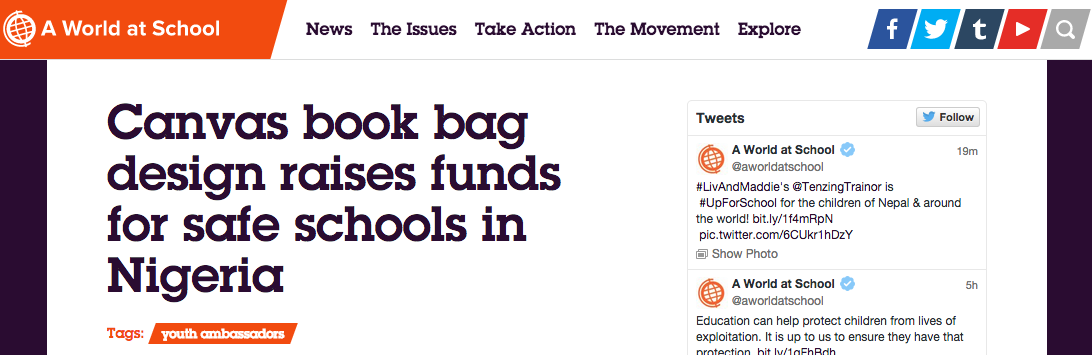 A World at School
News The Issues Take Action The Movement Explore
Canvas book bag
design raises funds
for safe schools in
Nigeria
Tags: youth ambassadors
Tweets
Follow
A World at School 19m
@aworldatschool
#LivAndMaddie's @TenzingTrainor is
#UpForSchool for the children of Nepal & around
the world! bit.ly/1f4mRpN
pic.twitter.com/6CUkr1hDzY
Show Photo
A World at School 5h
@aworldatschool
Education can help protect children from lives of
exploitation. It is up to us to ensure they have that
protection.